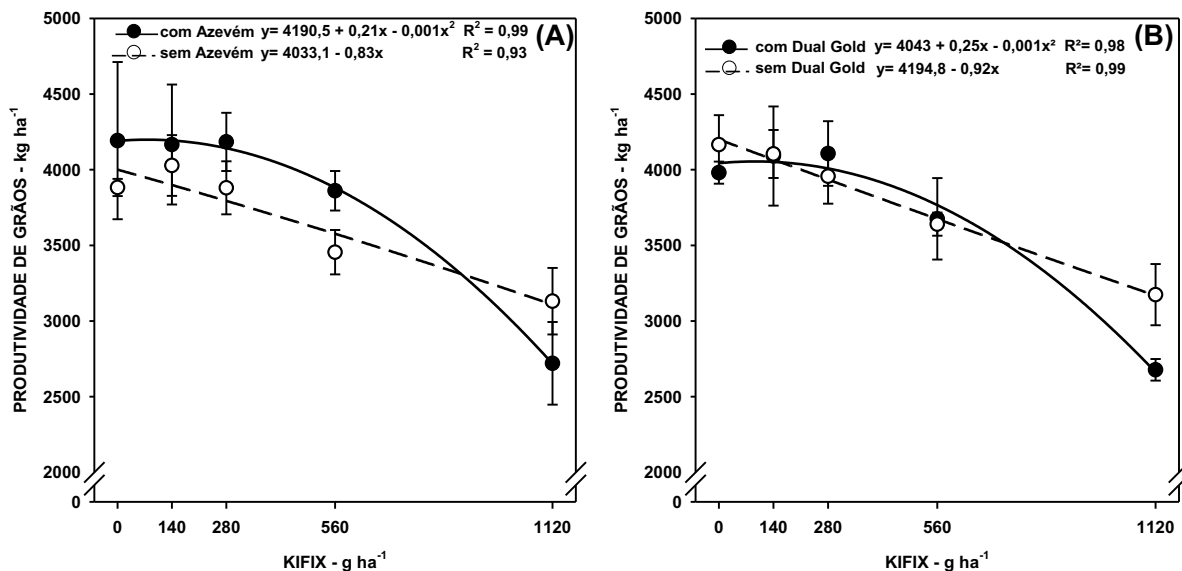 com Azevém y= 4190,5 + 0,21x - 0,001x² R² = 0,99 (A)
sem Azevém y= 4033,1 - 0,83x R² = 0,93
PRODUTIVIDADE DE GRÃOS - kg ha⁻¹
5000
4500
4000
3500
3000
2500
2000
0
0 140 280 560 1120
KIFIX - g ha⁻¹
(B)
com Dual Gold y= 4043 + 0,25x - 0,001x² R²= 0,98
sem Dual Gold y= 4194,8 - 0,92x R²= 0,99
PRODUTIVIDADE DE GRÃOS - kg ha⁻¹
5000
4500
4000
3500
3000
2500
2000
0
0 140 280 560 1120
KIFIX - g ha⁻¹